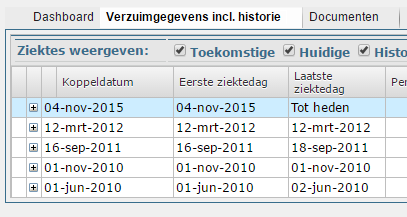 Dashboard Verzuimgegevens incl. historie Documenten
Ziektes weergeven: Toekomstige Huidige
Koppeldatum Eerste ziektedag Laatste ziektedag
04-nov-2015 04-nov-2015 Tot heden
12-mrt-2012 12-mrt-2012 12-mrt-2012
16-sep-2011 16-sep-2011 18-sep-2011
01-nov-2010 01-nov-2010 01-nov-2010
01-jun-2010 01-jun-2010 02-jun-2010